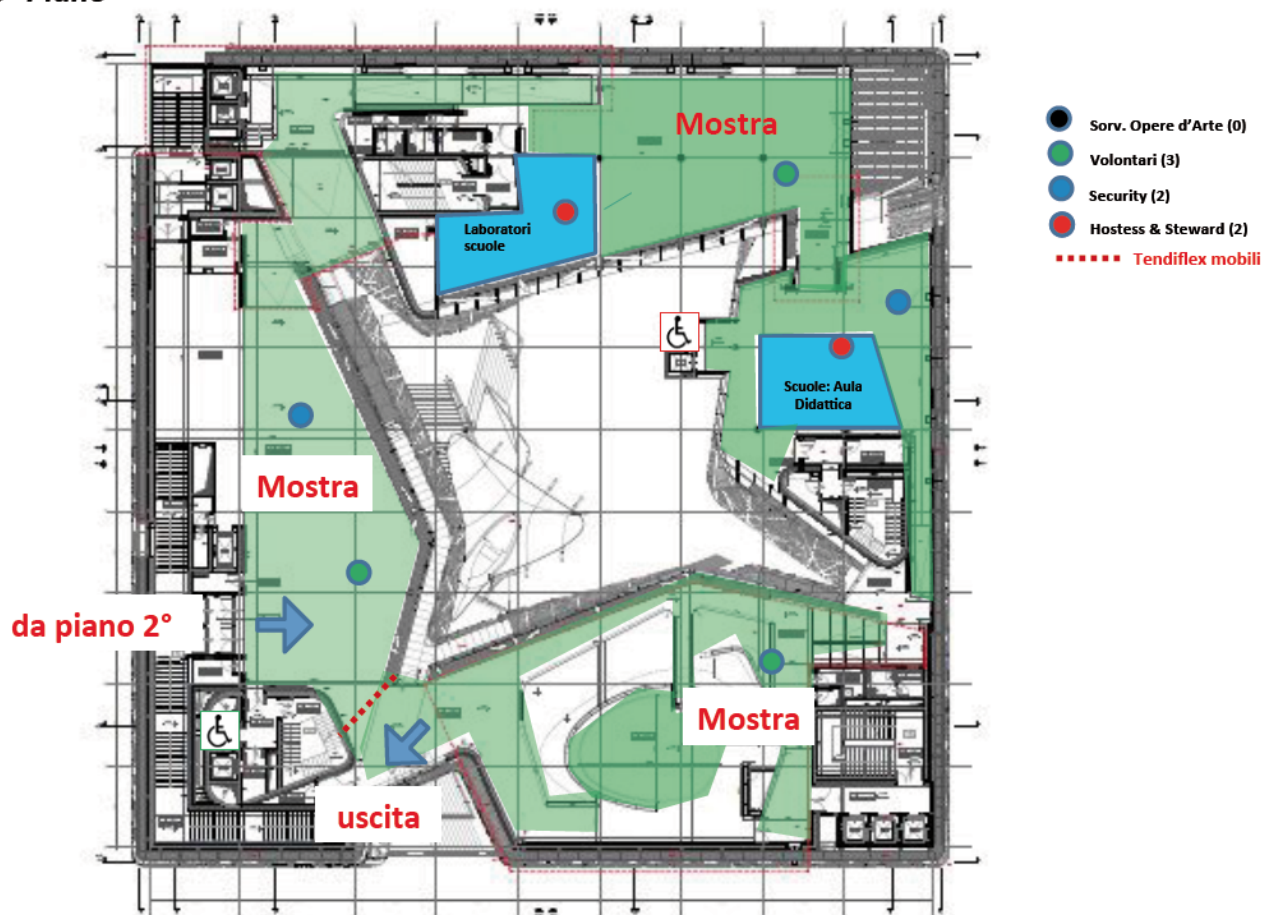 Piano
Mostra
Sorv. Opere d'Arte (0)
Volontari (3)
Security (2)
Hostess & Steward (2)
Tendiflex mobili
Laboratori
scuole
Scuole: Aula
Didattica
Mostra
da piano 2°
Mostra
uscita